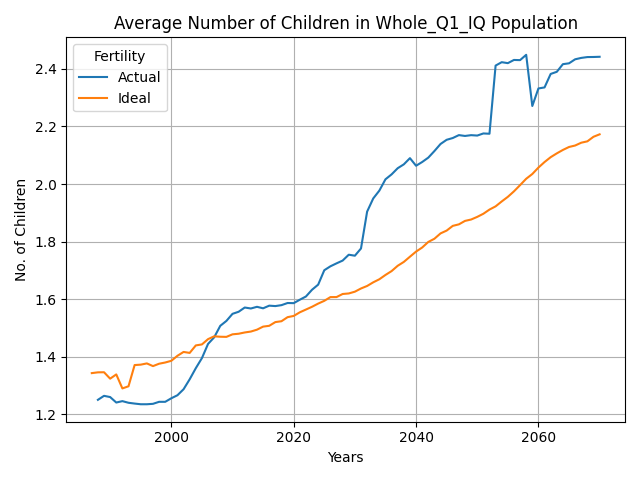 Average Number of Children in Whole_Q1_IQ Population
Fertility
Actual
Ideal
No. of Children
2.4
2.2
2.0
1.8
1.6
1.4
1.2
2000 2020 2040 2060
Years